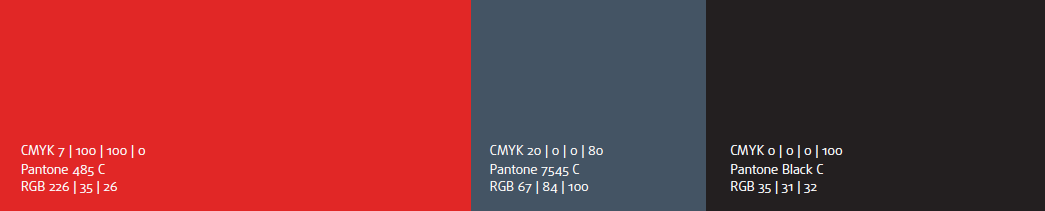 CMYK 7 | 100 | 100 | 0
Pantone 485 C
RGB 226 | 35 | 26
CMYK 20 | 0 | 0 | 80
Pantone 7545 C
RGB 67 | 84 | 100
CMYK 0 | 0 | 0 | 100
Pantone Black C
RGB 35 | 31 | 32